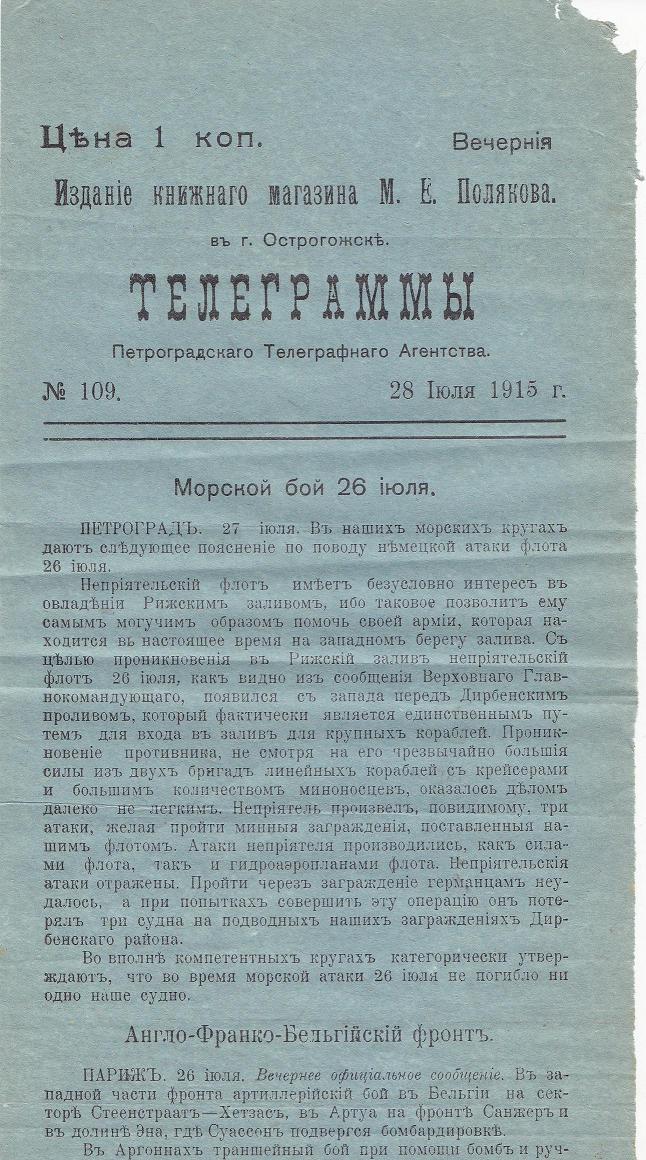 Цѣна 1 коп. Вечернія
Изданіе книжнаго магазина М. Е. Полякова.
въ г. Острогожскѣ.
ТЕЛЕГРАММЫ
Петроградскаго Телеграфнаго Агентства.
№ 109. 28 Іюля 1915 г.
Морской бой 26 іюля.
ПЕТРОГРАДЪ. 27 іюля. Въ нашихъ морскихъ кругахъ
даютъ слѣдующее поясненіе по поводу нѣмецкой атаки флота
26 іюля.
Непріятельскій флотъ имѣетъ безусловно интересъ въ
овладѣніи Рижскимъ заливомъ, ибо таковое позволитъ ему
самымъ могучимъ образомъ помочь своей арміи, которая на-
ходится вь настоящее время на западномъ берегу залива. Съ
цѣлью проникновенія въ Рижскій заливъ непріятельскій
флотъ 26 іюля, какъ видно изъ сообщенія Верховнаго Глав-
нокомандующаго, появился съ запада передъ Дирбенскимъ
проливомъ, который фактически является единственнымъ пу-
темъ для входа въ заливъ для крупныхъ кораблей. Проник-
новеніе противника, не смотря на его чрезвычайно большія
силы изъ двухъ бригадъ линейныхъ кораблей съ крейсерами
и большимъ количествомъ миноносцевъ, оказалось дѣломъ
далеко не легкимъ. Непріятель произвелъ, повидимому, три
атаки, желая пройти минныя загражденія, поставленныя на-
шимъ флотомъ. Атаки непріятеля производились, какъ сила-
ми флота, такъ и гидроаэропланами флота. Непріятельскія
атаки отражены. Пройти черезъ загражденіе германцамъ неу-
далось, а при попыткахъ совершить эту операцію онъ поте-
рялъ три судна на подводныхъ нашихъ загражденіяхъ Дир-
бенскаго района.
Во вполнѣ компетентныхъ кругахъ категорически утвер-
ждаютъ, что во время морской атаки 26 іюля не погибло ни
одно наше судно.
Англо-Франко-Бельгійскій фронтъ.
ПАРИЖЪ. 26 іюля. Вечернее официальное сообщеніе. Въ за-
падной части фронта артиллерійскій бой въ Бельгіи на сек-
торѣ Стеенстраатъ—Хетзасъ, въ Артуа на фронтѣ Санжеръ и
въ долинѣ Эна, гдѣ Суассонъ подвергся бомбардировкѣ.
Въ Аргоннахъ траншейный бой при помощи бомбъ и руч-